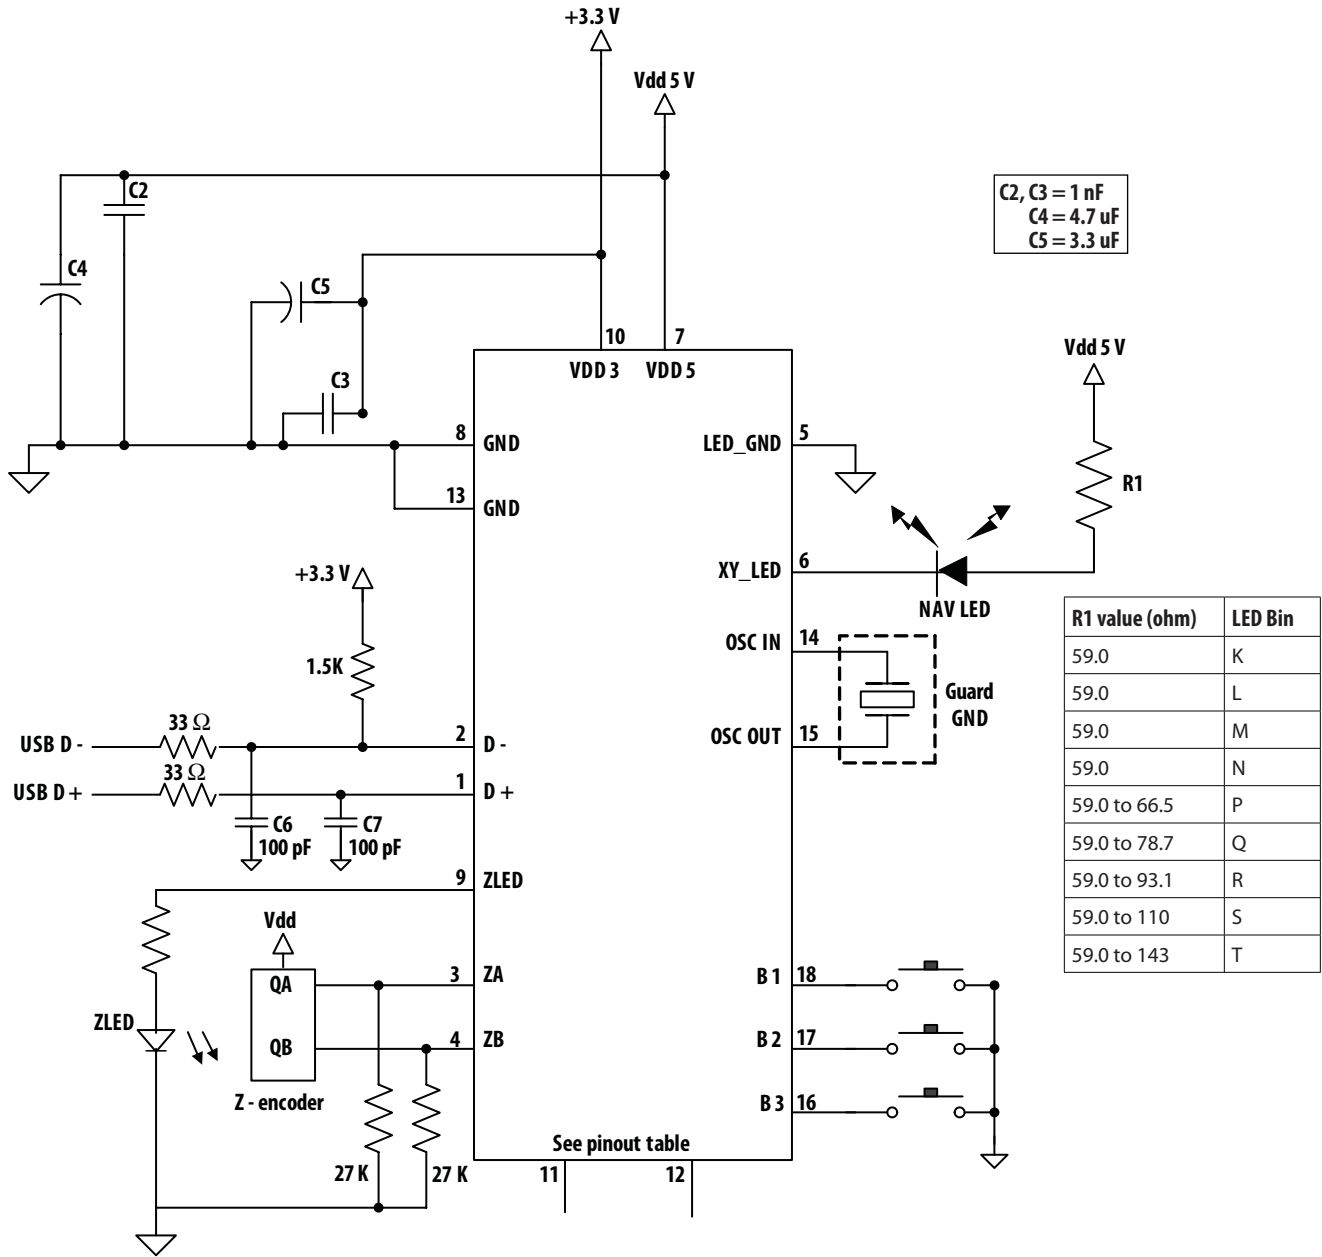 +3.3 V
Vdd 5 V
C2
C2, C3 = 1 nF
C4 = 4.7 uF
C5 = 3.3 uF
C4
C5
10
7
VDD 3
VDD 5
Vdd 5 V
C3
8
GND
LED_GND
5
R1
13
GND
+3.3 V
XY_LED
6
NAV LED
1.5K
OSC IN
14
Guard
GND
OSC OUT
15
R1 value (ohm) LED Bin
59.0 K
59.0 L
59.0 M
59.0 N
59.0 to 66.5 P
59.0 to 78.7 Q
59.0 to 93.1 R
59.0 to 110 S
59.0 to 143 T
33 Ω
USB D -
2
D -
33 Ω
USB D +
1
D +
C6
100 pF
C7
100 pF
9
ZLED
Vdd
QA
3
ZA
B 1
18
ZLED
QB
4
ZB
B 2
17
Z - encoder
B 3
16
27 K
27 K
See pinout table
11
12